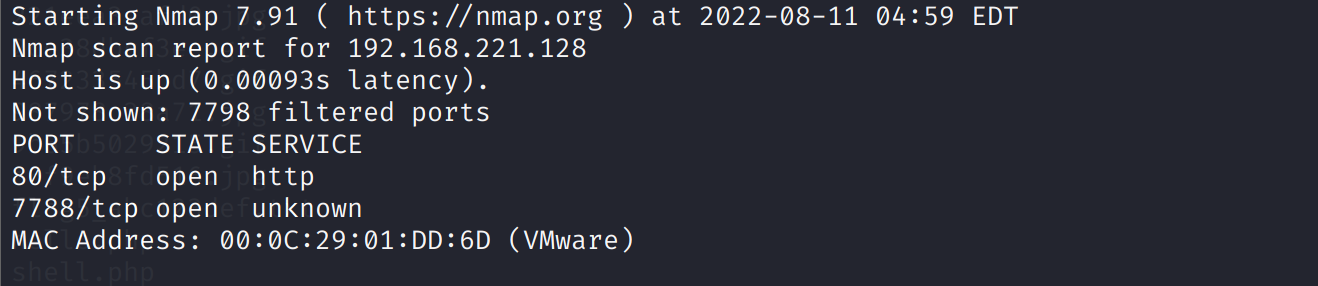 Starting Nmap 7.91 ( https://nmap.org ) at 2022-08-11 04:59 EDT
Nmap scan report for 192.168.221.128
Host is up (0.00093s latency).
Not shown: 7798 filtered ports
PORT     STATE SERVICE
80/tcp   open  http
7788/tcp open  unknown
MAC Address: 00:0C:29:01:DD:6D (VMware)
shell.php